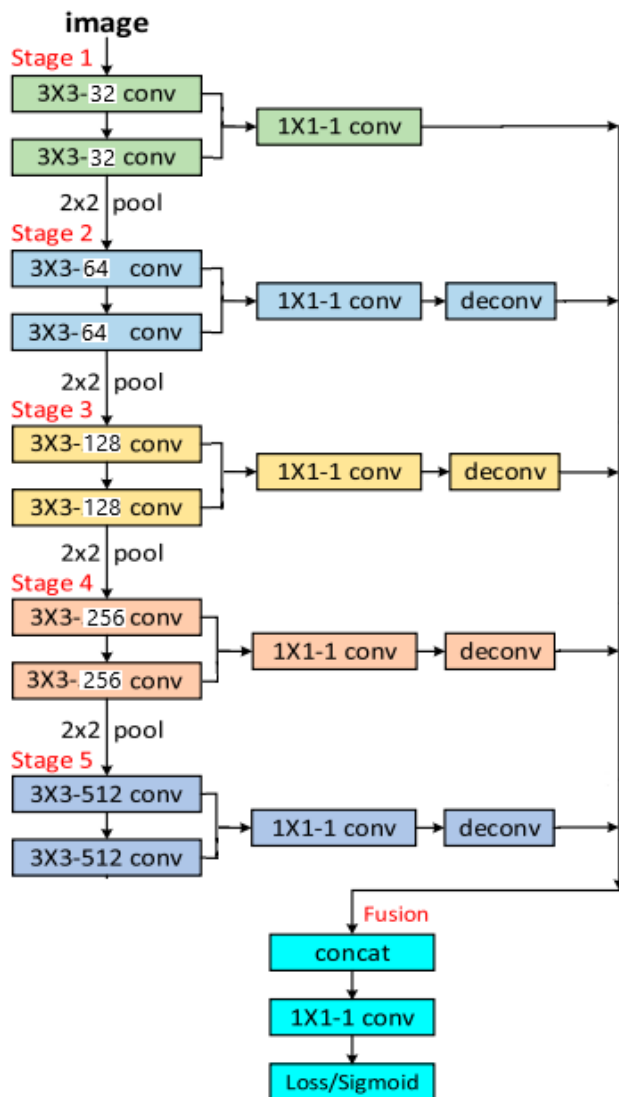 image
Stage 1
3X3-32 conv
1X1-1 conv
3X3-32 conv
2x2 pool
Stage 2
3X3-64 conv
1X1-1 conv
deconv
3X3-64 conv
2x2 pool
Stage 3
3X3-128 conv
1X1-1 conv
deconv
3X3-128 conv
2x2 pool
Stage 4
3X3-256 conv
1X1-1 conv
deconv
3X3-256 conv
2x2 pool
Stage 5
3X3-512 conv
1X1-1 conv
deconv
3X3-512 conv
Fusion
concat
1X1-1 conv
Loss/Sigmoid